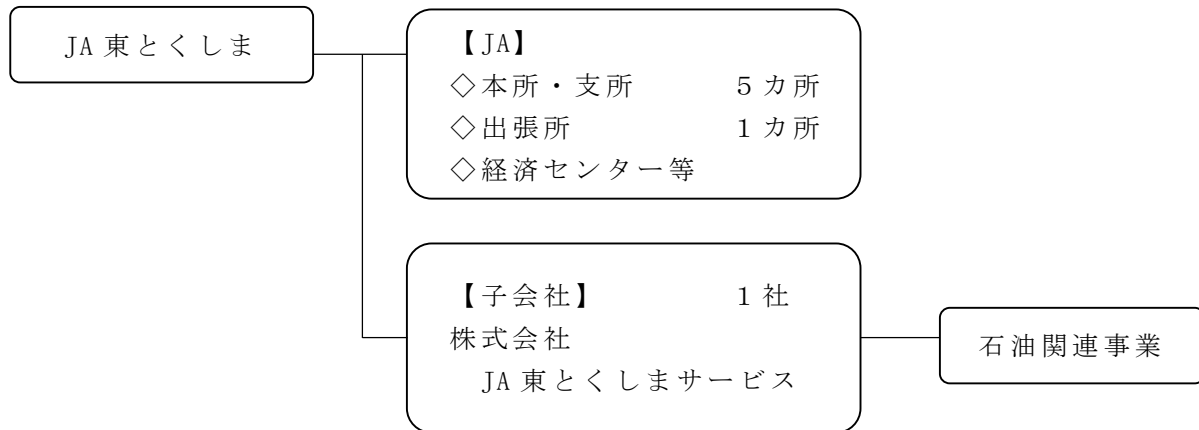 JA東とくしま
【JA】
◇本所・支所　　　５カ所
◇出張所　　　　　１カ所
◇経済センター等
【子会社】　　　　１社
株式会社
　JA東とくしまサービス
石油関連事業